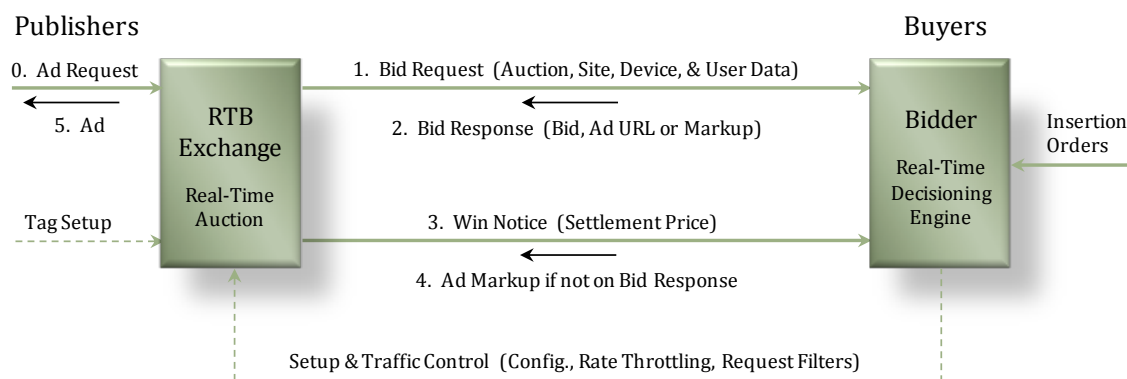 Publishers
Buyers
0. Ad Request
5. Ad
1. Bid Request (Auction, Site, Device, & User Data)
2. Bid Response (Bid, Ad URL or Markup)
RTB
Exchange
Real-Time
Auction
Bidder
Real-Time
Decisioning
Engine
Insertion
Orders
Tag Setup
3. Win Notice (Settlement Price)
4. Ad Markup if not on Bid Response
Setup & Traffic Control (Config., Rate Throttling, Request Filters)